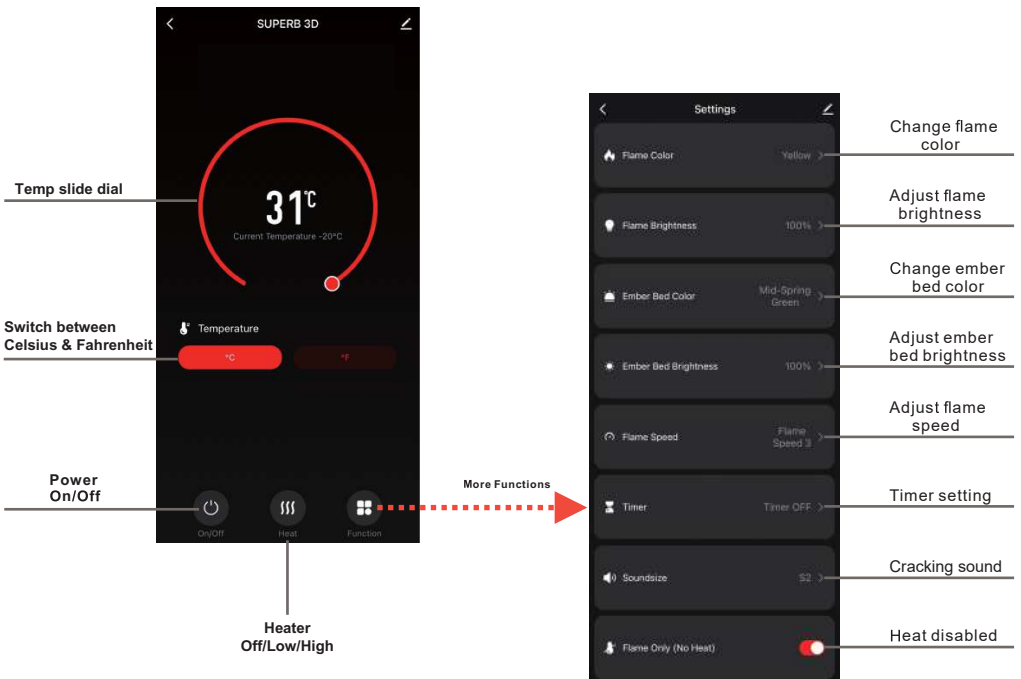 SUPERB 3D
Temp slide dial
31°C
Current Temperature -20°C
Temperature
Switch between
Celsius & Fahrenheit
°C
°F
Power
On/Off
On/Off
Heat
Function
Heater
Off/Low/High
More Functions
Settings
Flame Color
Yellow
Change flame
color
Flame Brightness
100%
Adjust flame
brightness
Ember Bed Color
Mid-Spring
Green
Change ember
bed color
Ember Bed Brightness
100%
Adjust ember
bed brightness
Flame Speed
Flame
Speed 3
Adjust flame
speed
Timer
Timer OFF
Timer setting
Soundsize
S2
Cracking sound
Flame Only (No Heat)
Heat disabled